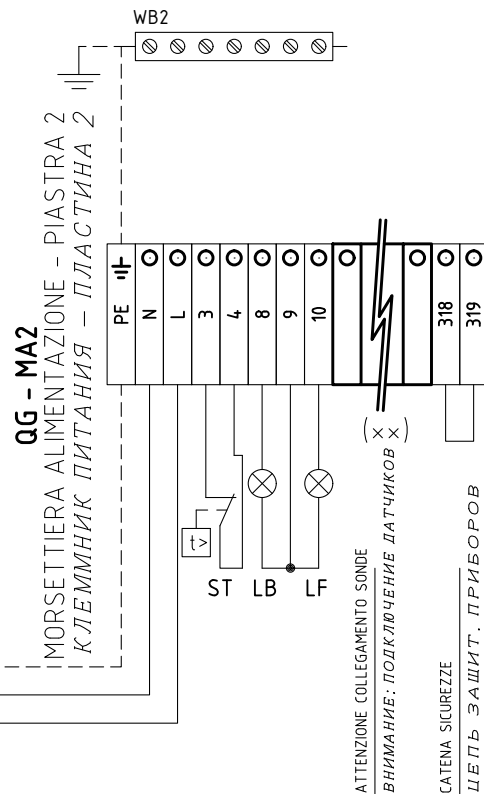 WB2
QG - MA2
MORSETTIERA ALIMENTAZIONE - PIASTRA 2
КЛЕММНИК ПИТАНИЯ - ПЛАСТИНА 2
PE
N
L
3
4
8
9
10
318
319
(xx)
t>
ST LB LF
ATTENZIONE COLLEGAMENTO SONDE
ВНИМАНИЕ: ПОДКЛЮЧЕНИЕ ДАТЧИКОВ
CATENA SICUREZZE
ЦЕПЬ ЗАЩИТ. ПРИБОРОВ